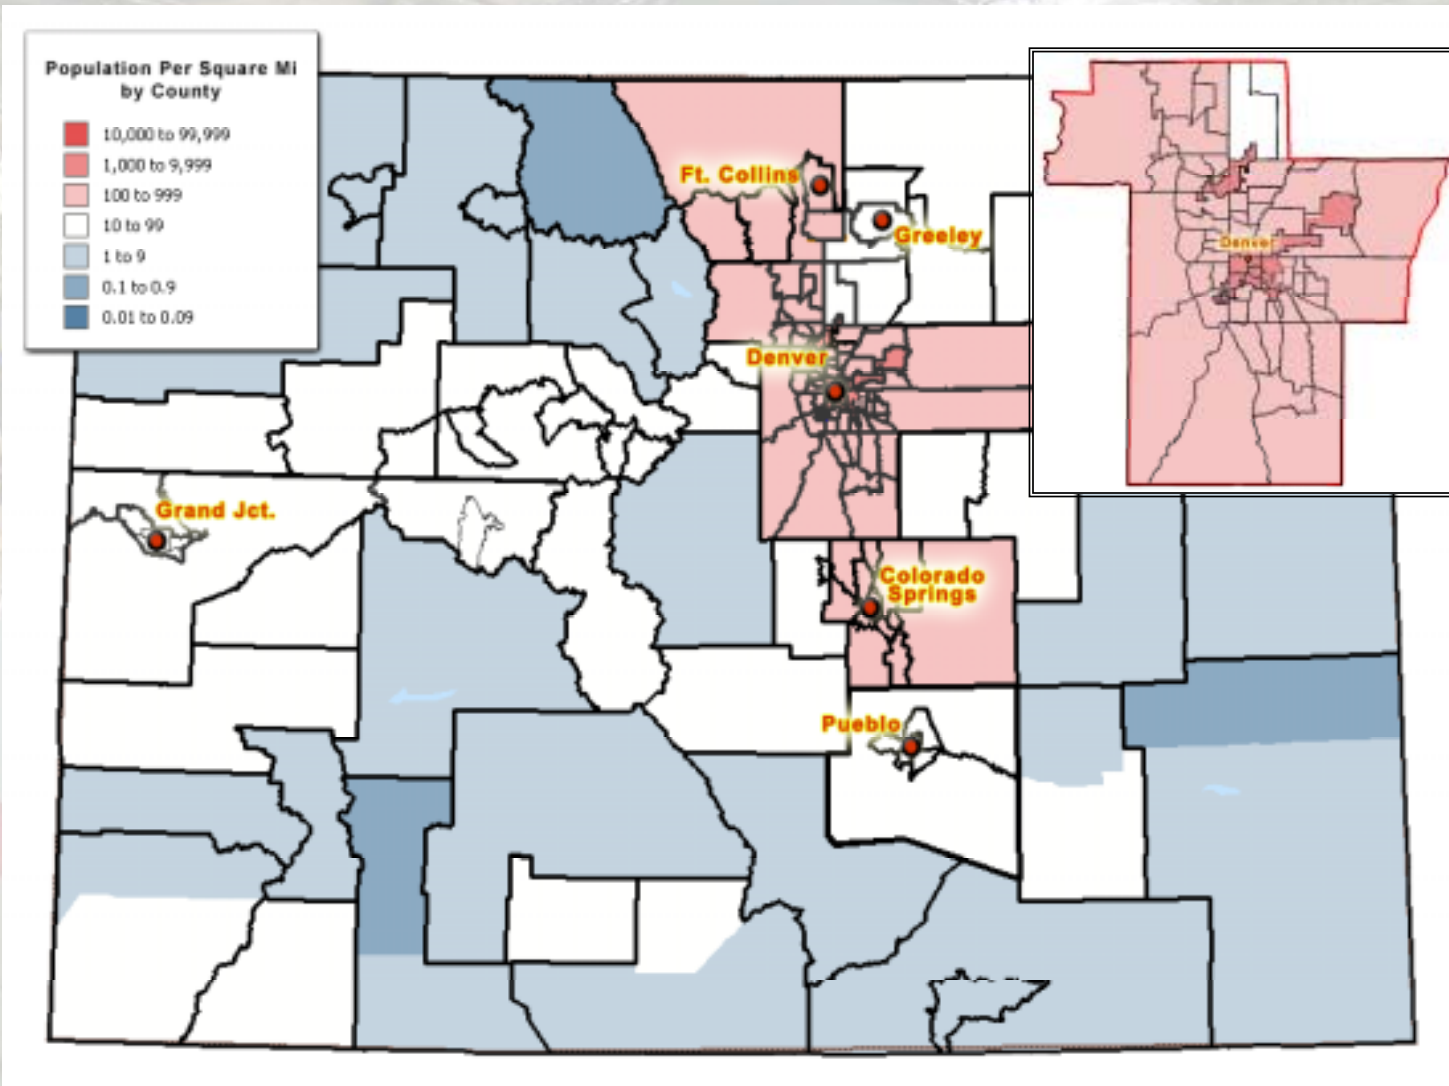 Population Per Square Mi
by County
10,000 to 99,999
1,000 to 9,999
100 to 999
10 to 99
1 to 9
0.1 to 0.9
0.01 to 0.09
Ft. Collins
Greeley
Denver
Denver
Grand Jct.
Colorado
Springs
Pueblo